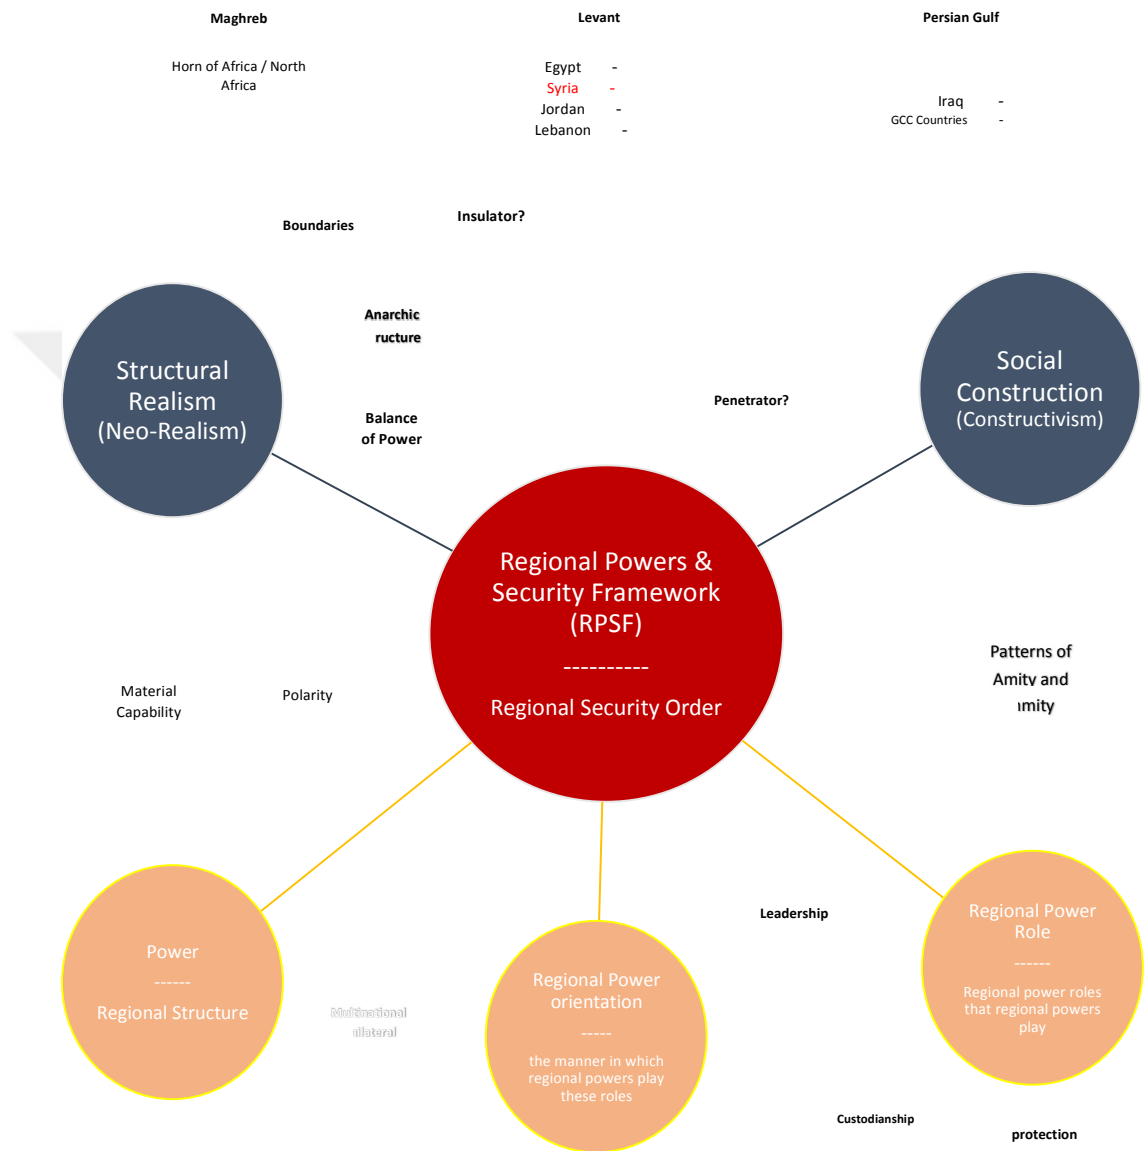 Maghreb
Levant
Persian Gulf
Horn of Africa / North
Africa
Egypt -
Syria -
Jordan -
Lebanon -
Iraq -
GCC Countries -
Boundaries
Insulator?
Anarchic
ructure
Balance
of Power
Penetrator?
Structural
Realism
(Neo-Realism)
Social
Construction
(Constructivism)
Regional Powers &
Security Framework
(RPSF)
----------
Regional Security Order
Material
Capability
Polarity
Patterns of
Amity and
mity
Power
------
Regional Structure
Multinational
ilateral
Regional Power
orientation
-----
the manner in which
regional powers play
these roles
Leadership
Regional Power
Role
------
Regional power roles
that regional powers
play
Custodianship
protection